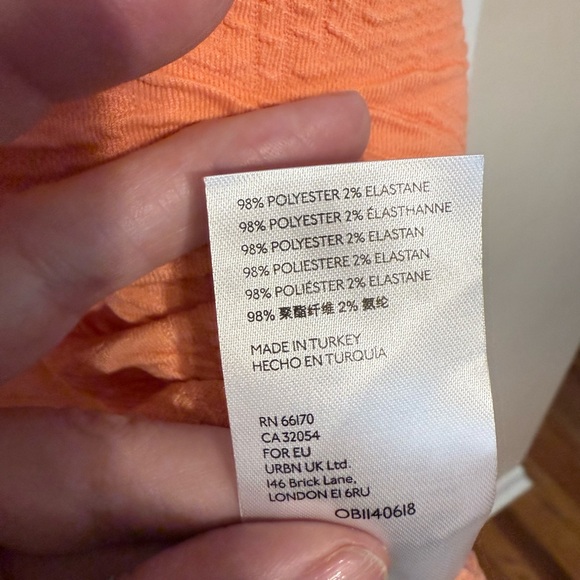 98% POLYESTER 2% ELASTANE
98% POLYESTER 2% ÉLASTHANNE
98% POLYESTER 2% ELASTAN
98% POLIESTERE 2% ELASTAN
98% POLIÉSTER 2% ELASTANE
98% 聚酯纤维 2% 氨纶
MADE IN TURKEY
HECHO EN TURQUÍA
RN 66170
CA 32054
FOR EU
URBN UK Ltd.
146 Brick Lane,
LONDON E1 6RU
OB1140618